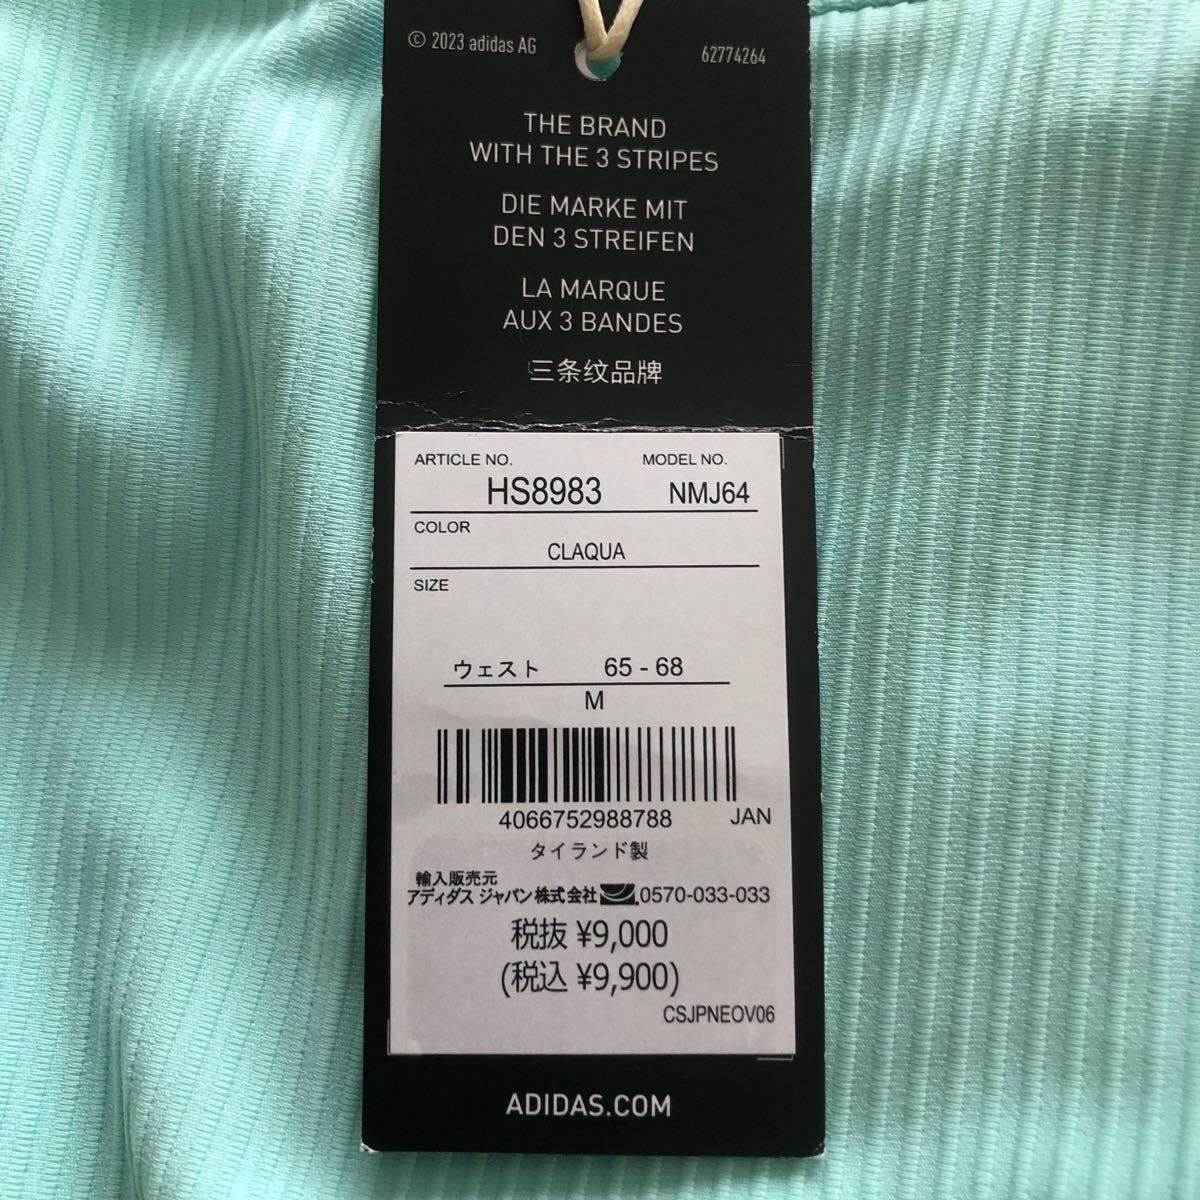 © 2023 adidas AG
62774264
THE BRAND
WITH THE 3 STRIPES
DIE MARKE MIT
DEN 3 STREIFEN
LA MARQUE
AUX 3 BANDES
三条纹品牌
ARTICLE NO. MODEL NO.
HS8983 NMJ64
COLOR
CLAQUA
SIZE
ウェスト 65 - 68
M
4066752988788 JAN
タイランド製
輸入販売元
アディダス ジャパン株式会社 0570-033-033
税抜 ¥9,000
(税込 ¥9,900)
CSJPNEOV06
ADIDAS.COM